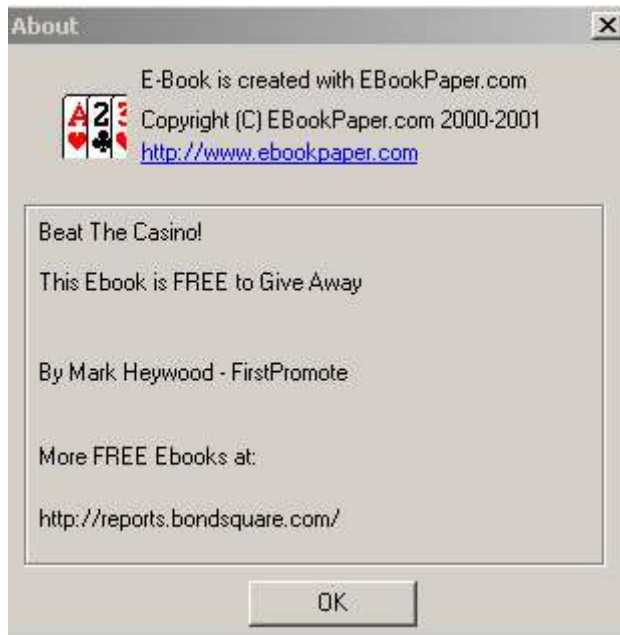 About
E-Book is created with EBookPaper.com
A 2 3
Copyright (C) EBookPaper.com 2000-2001
http://www.ebookpaper.com
Beat The Casino!
This Ebook is FREE to Give Away
By Mark Heywood - FirstPromote
More FREE Ebooks at:
http://reports.bondsquare.com/
OK